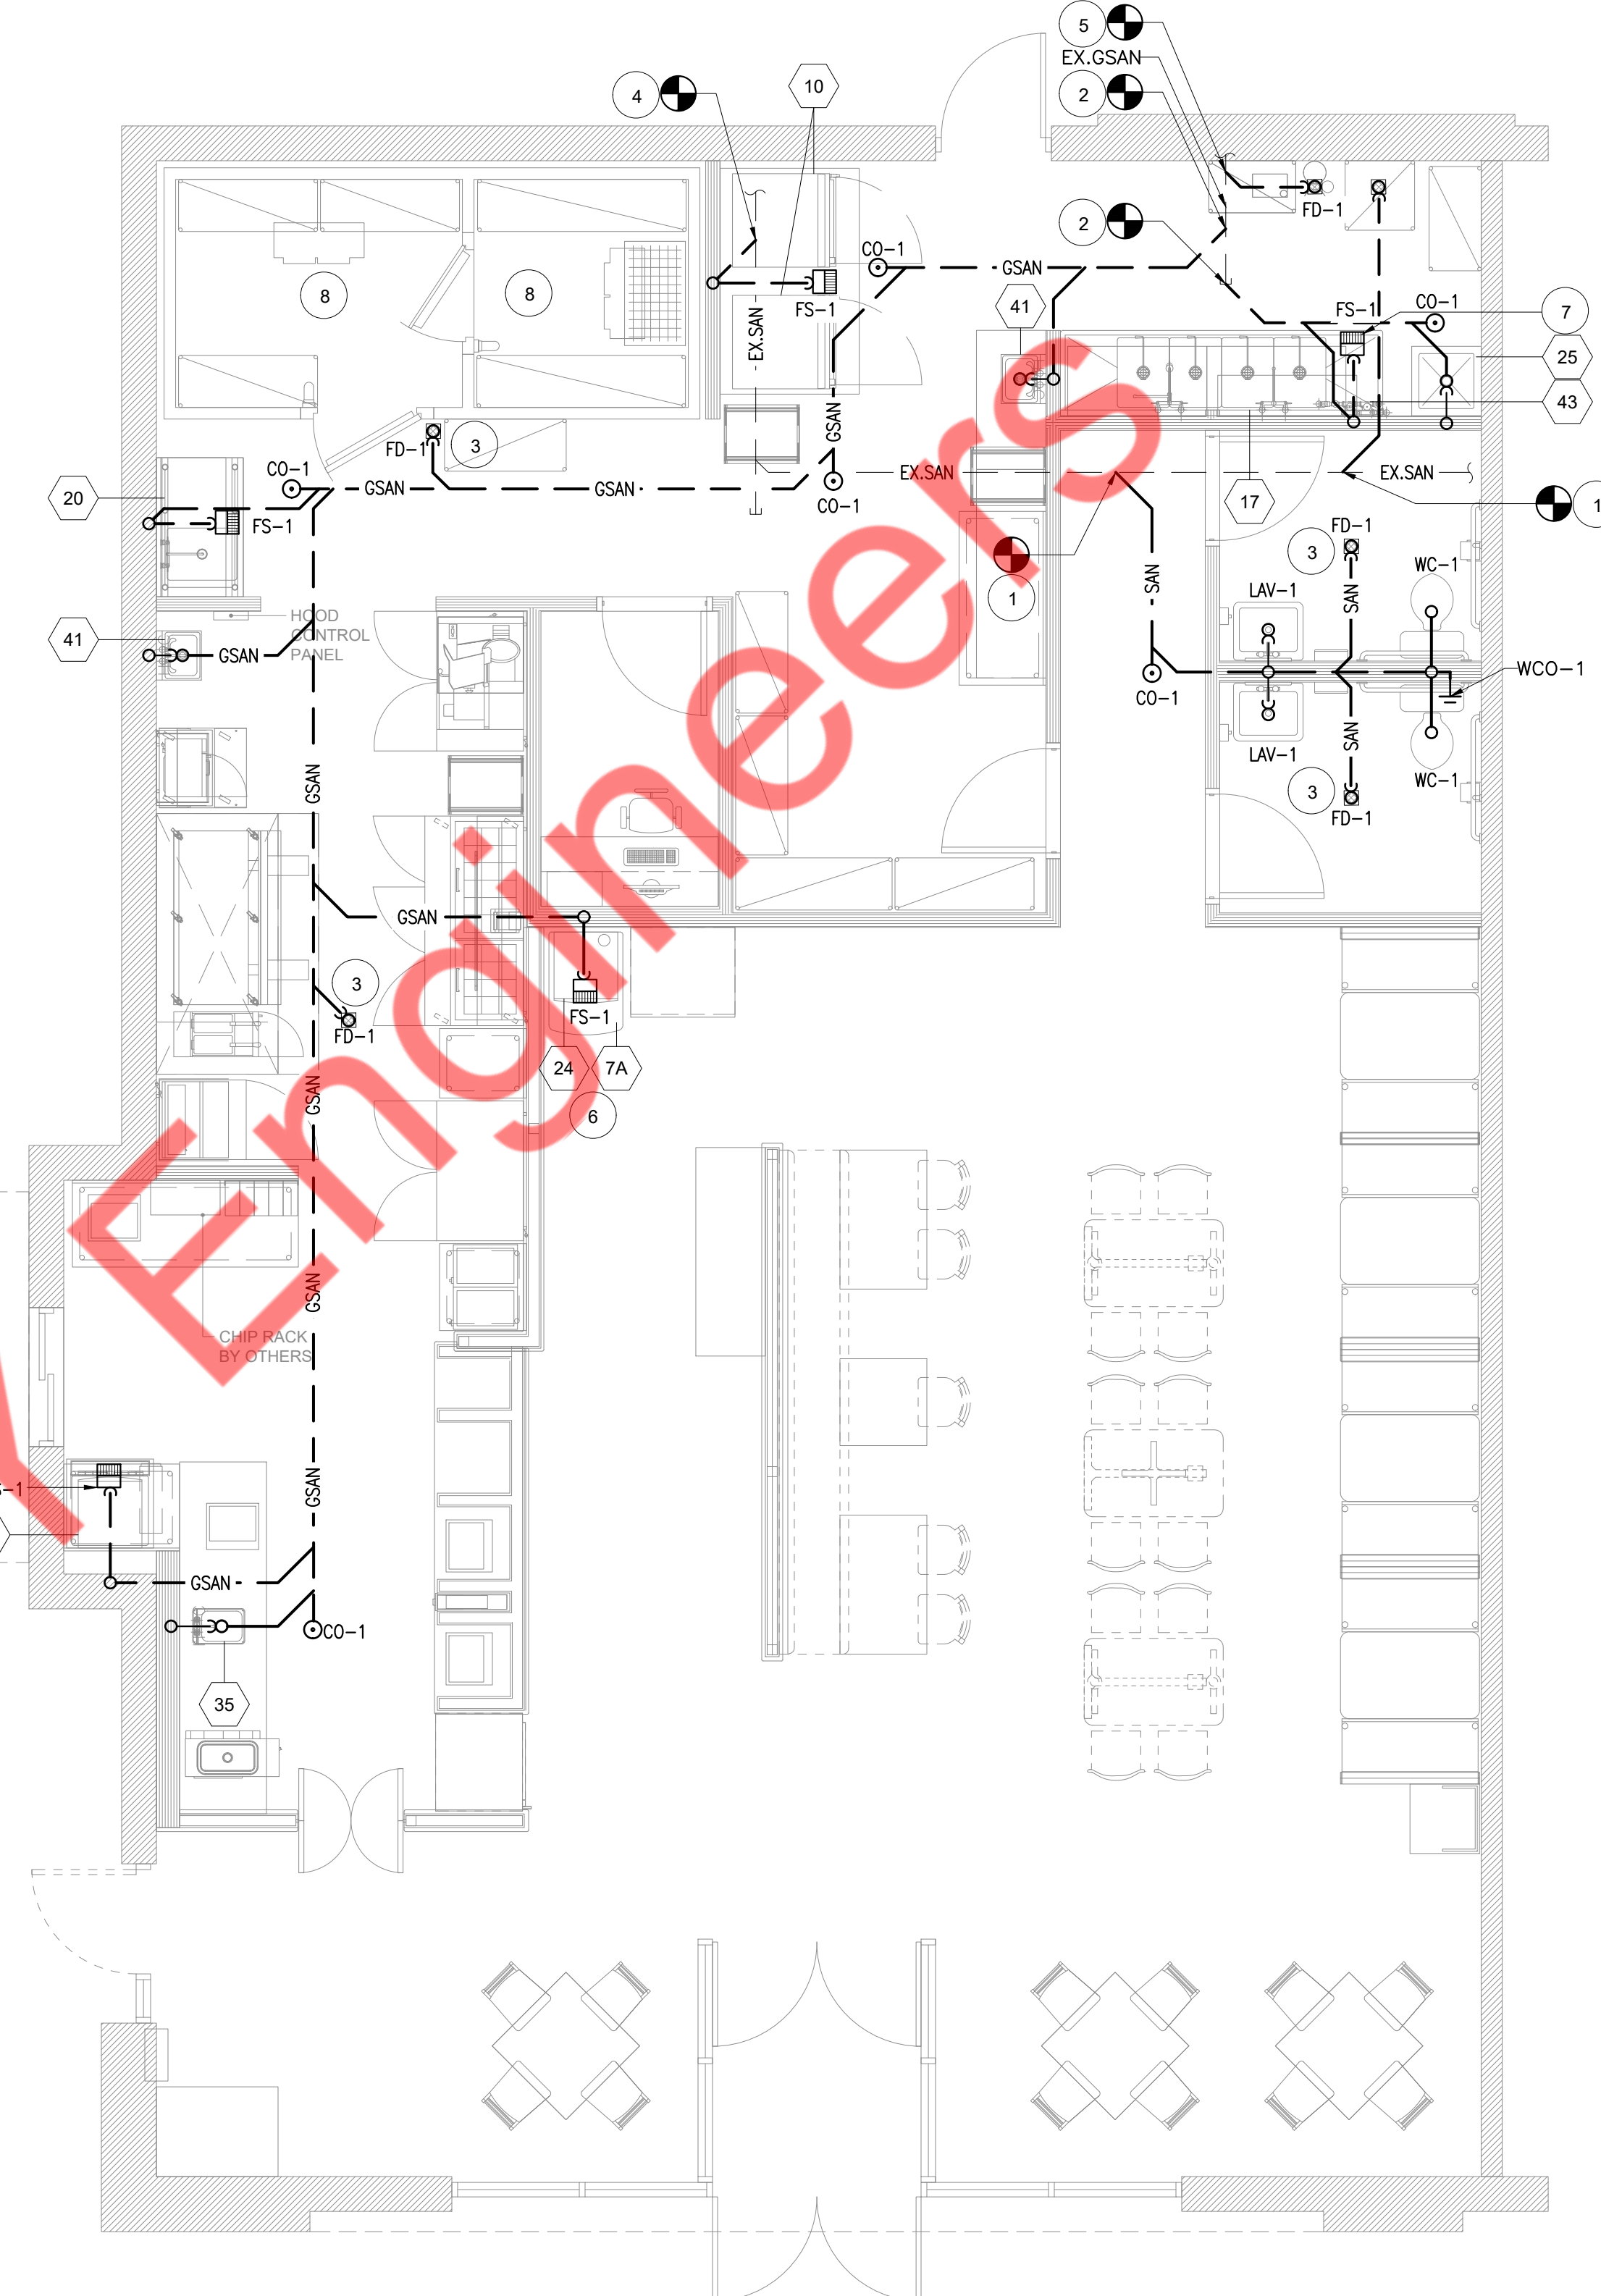 5
EX.GSAN
2
4
10
2
FD-1
CO-1
GSAN
8
8
FS-1
41
FS-1
CO-1
7
25
43
EX.SAN
GSAN
FD-1
3
CO-1
GSAN
GSAN
CO-1
EX.SAN
EX.SAN
20
FS-1
17
1
1
FD-1
3
WC-1
SAN
SAN
LAV-1
HOOD
CONTROL
PANEL
41
GSAN
CO-1
WCO-1
LAV-1
SAN
WC-1
3
FD-1
GSAN
GSAN
3
FD-1
FS-1
24
7A
6
GSAN
GSAN
CHIP RACK
BY OTHERS
GSAN
S-1
GSAN
CO-1
35
Engineers